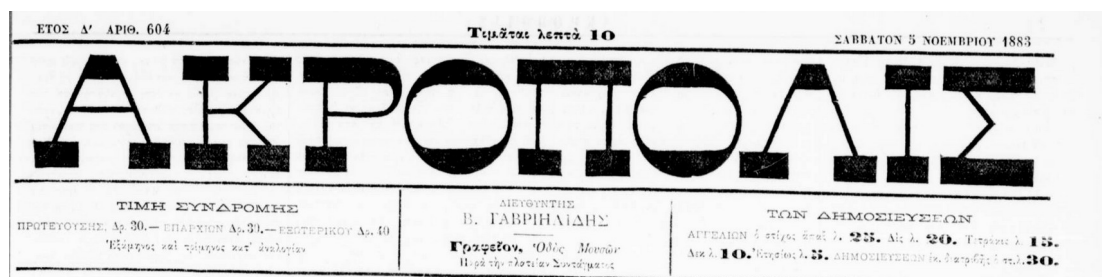 ΕΤΟΣ Δ' ΑΡΙΘ. 604
Τιμᾶται λεπτὰ 10
ΣΑΒΒΑΤΟΝ 5 ΝΟΕΜΒΡΙΟΥ 1883
ΑΚΡΟΠΟΛΙΣ
ΤΙΜΗ ΣΥΝΔΡΟΜΗΣ
ΠΡΩΤΕΥΟΥΣΗΣ, Δρ. 30.— ΕΠΑΡΧΙΩΝ Δρ. 30.— ΕΞΩΤΕΡΙΚΟΥ Δρ. 40
Ἑξάμηνος καὶ τρίμηνος κατ' ἀναλογίαν
ΔΙΕΥΘΥΝΤΗΣ
Β. ΓΑΒΡΙΗΛΙΔΗΣ
Γραφεῖον, Ὁδὸς Μουσῶν
Παρὰ τὴν πλατεῖαν Συντάγματος
ΤΩΝ ΔΗΜΟΣΙΕΥΣΕΩΝ
ΑΓΓΕΛΙΩΝ ὁ στίχος ἅπαξ λ. 25. Δὶς λ. 20. Τετράκις λ. 15.
Δεκ λ. 10. Ἐτησίως λ. 5. ΔΗΜΟΣΙΕΥΣΕΩΝ ἐκ. διατριβῆς ὁ στ. λ. 30.